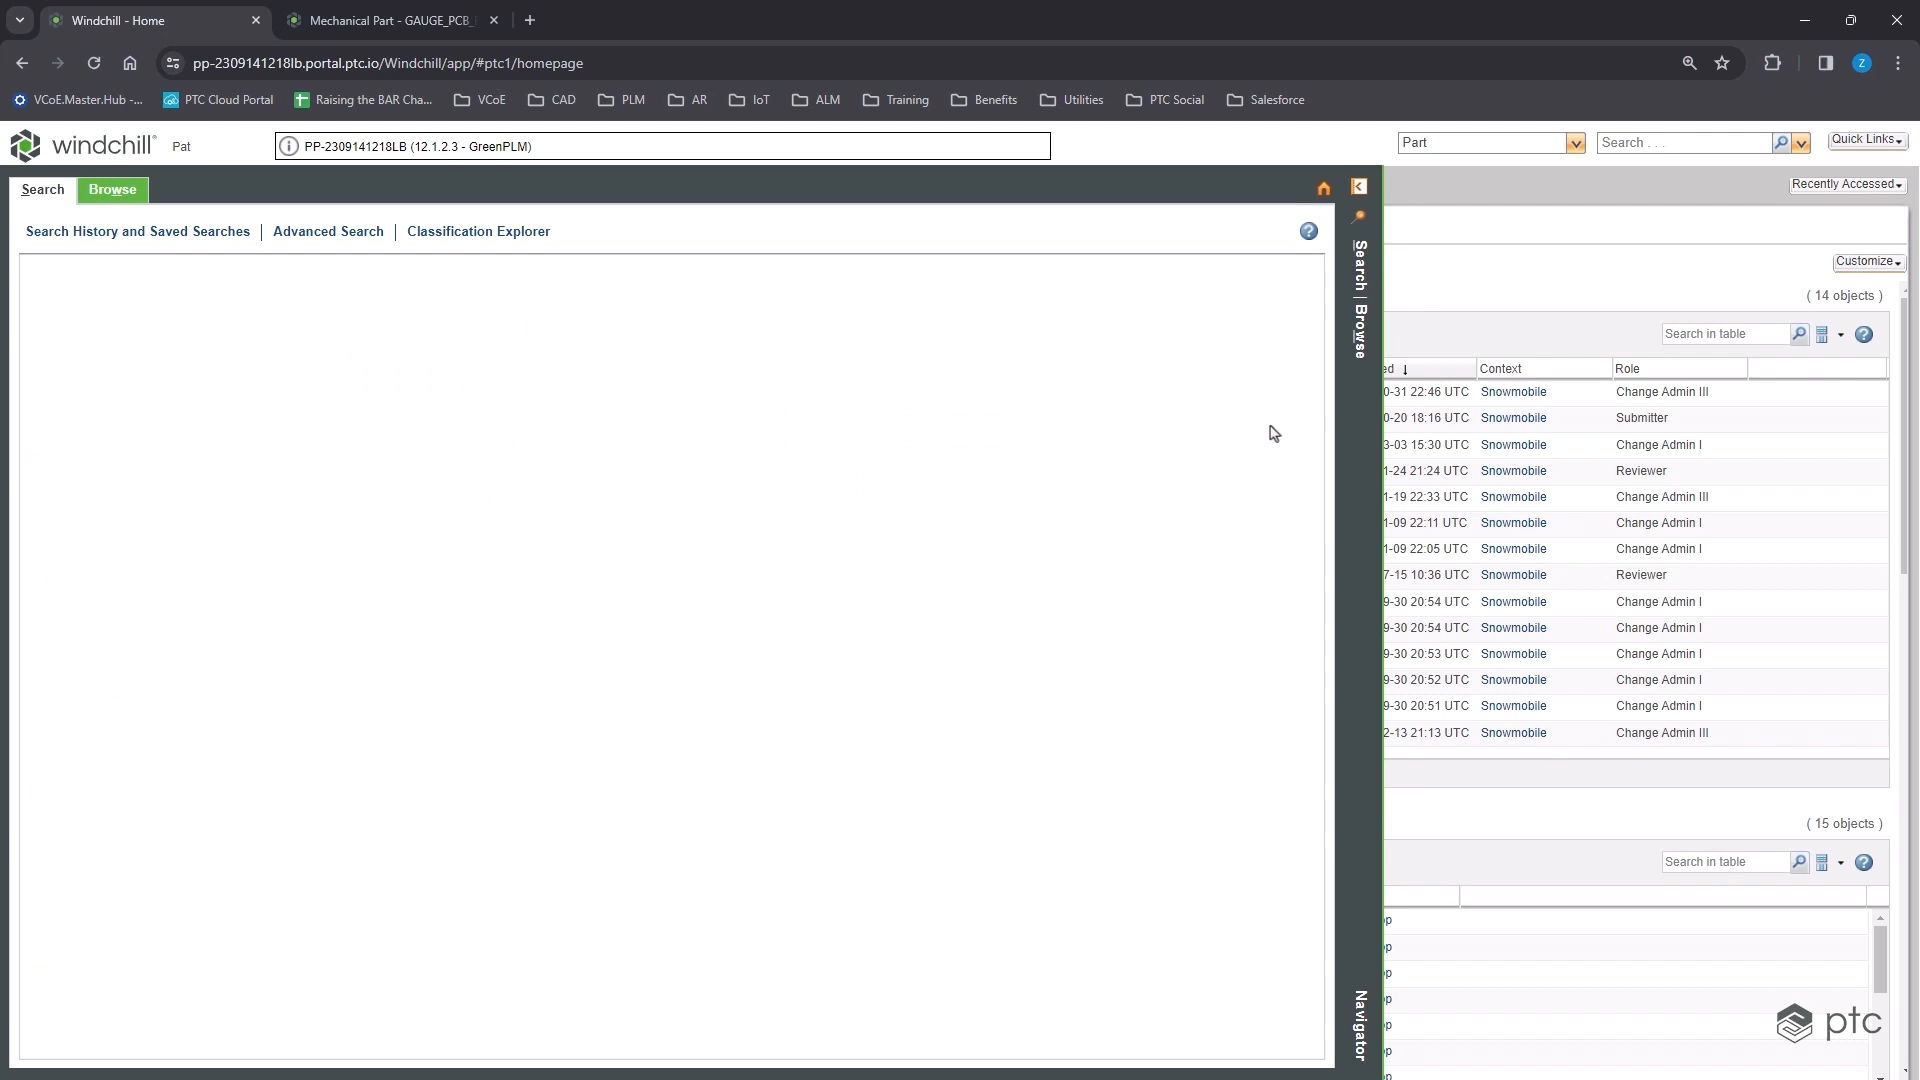 Windchill - Home
Mechanical Part - GAUGE_PCB_
pp-2309141218lb.portal.ptc.io/Windchill/app/#ptc1/homepage
Z
VCoE.Master.Hub -...
PTC Cloud Portal
Raising the BAR Cha...
VCoE
CAD
PLM
AR
IoT
ALM
Training
Benefits
Utilities
PTC Social
Salesforce
windchill®
Pat
PP-2309141218LB (12.1.2.3 - GreenPLM)
Part
Search . . .
Quick Links
Search
Browse
Recently Accessed
Search History and Saved Searches | Advanced Search | Classification Explorer
Search | Browse
Navigator
Customize
( 14 objects )
Search in table
ed ↓ Context Role
0-31 22:46 UTC Snowmobile Change Admin III
0-20 18:16 UTC Snowmobile Submitter
3-03 15:30 UTC Snowmobile Change Admin I
1-24 21:24 UTC Snowmobile Reviewer
1-19 22:33 UTC Snowmobile Change Admin III
1-09 22:11 UTC Snowmobile Change Admin I
1-09 22:05 UTC Snowmobile Change Admin I
7-15 10:36 UTC Snowmobile Reviewer
9-30 20:54 UTC Snowmobile Change Admin I
9-30 20:54 UTC Snowmobile Change Admin I
9-30 20:53 UTC Snowmobile Change Admin I
9-30 20:52 UTC Snowmobile Change Admin I
9-30 20:51 UTC Snowmobile Change Admin I
2-13 21:13 UTC Snowmobile Change Admin III
( 15 objects )
Search in table
op
op
op
op
op
op
op
ptc